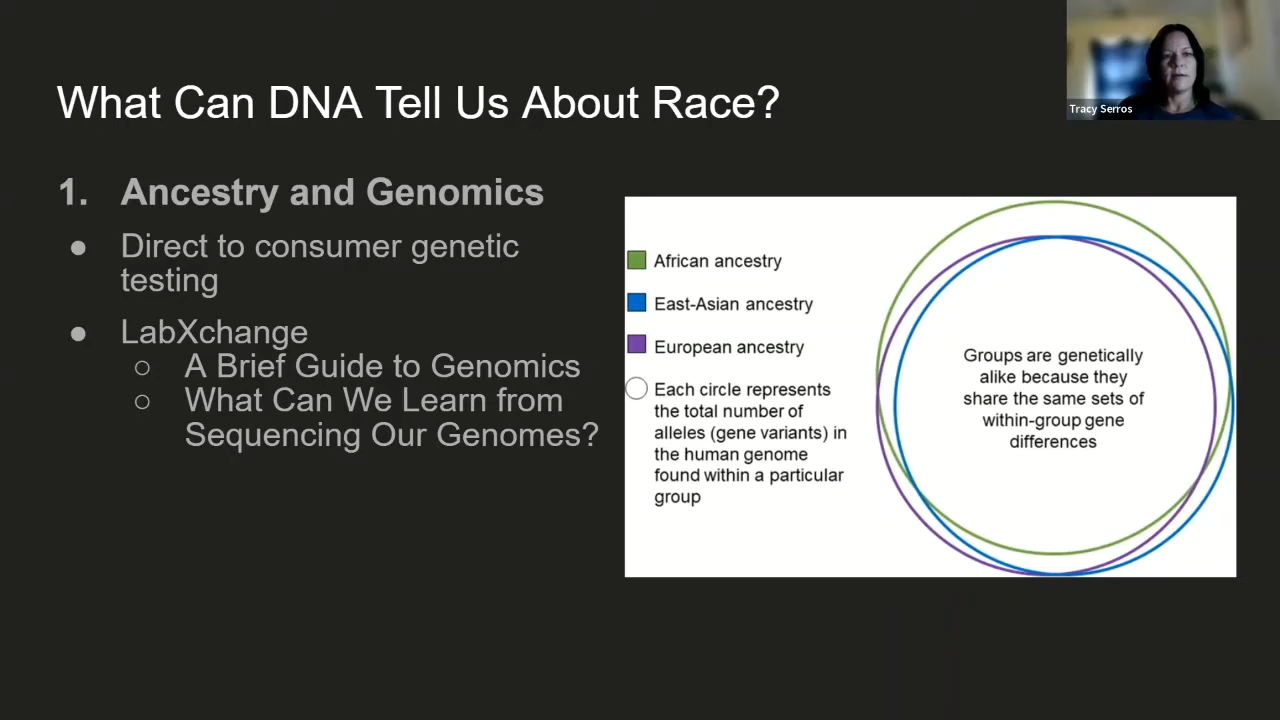 What Can DNA Tell Us About Race?
Tracy Serros
1. Ancestry and Genomics
● Direct to consumer genetic
testing
● LabXchange
○ A Brief Guide to Genomics
○ What Can We Learn from
Sequencing Our Genomes?
African ancestry
East-Asian ancestry
European ancestry
Each circle represents
the total number of
alleles (gene variants) in
the human genome
found within a particular
group
Groups are genetically
alike because they
share the same sets of
within-group gene
differences